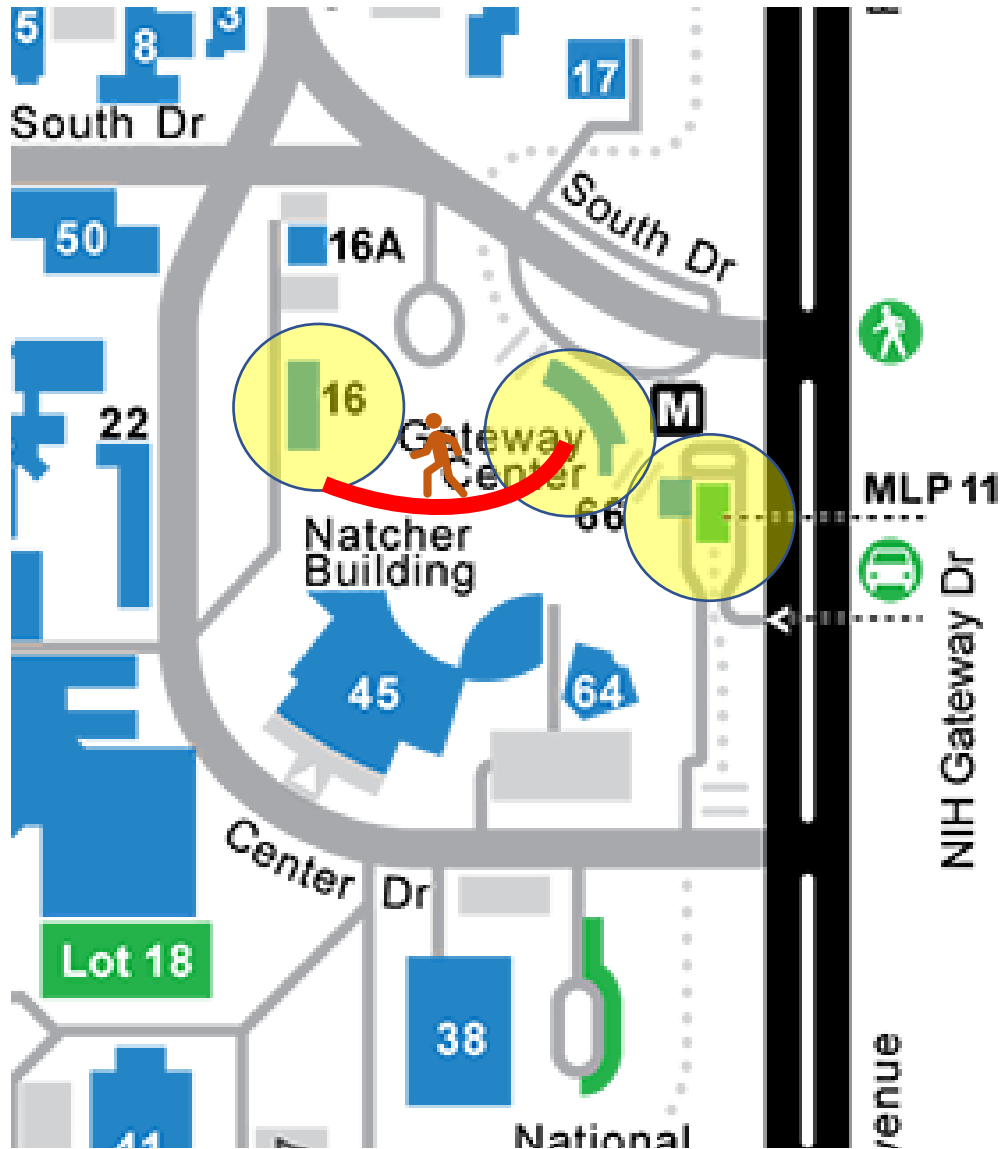 5
8
3
17
South Dr
South Dr
50
16A
16
M
22
Gateway
Center
66
MLP 11
Natcher
Building
NIH Gateway Dr
45
64
Center Dr
Lot 18
38
41
National